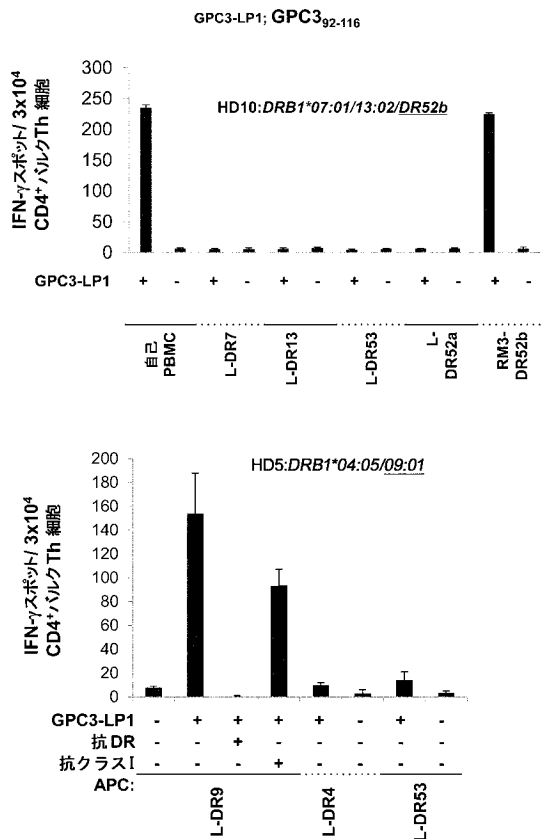 GPC3-LP1; GPC3₉₂₋₁₁₆
IFN-γスポット/ 3x10⁴
CD4⁺ バルクTh 細胞
300
250
200
150
100
50
0
HD10:DRB1*07:01/13:02/DR52b
GPC3-LP1 + - + - + - + - + - + -
自己
PBMC
L-DR7
L-DR13
L-DR53
L-
DR52a
RM3-
DR52b
IFN-γスポット/ 3x10⁴
CD4⁺バルクTh 細胞
200
180
160
140
120
100
80
60
40
20
0
HD5:DRB1*04:05/09:01
GPC3-LP1 - + + + + - + -
抗DR - - + - - - - -
抗クラスI - - - + - - - -
APC:
L-DR9
L-DR4
L-DR53